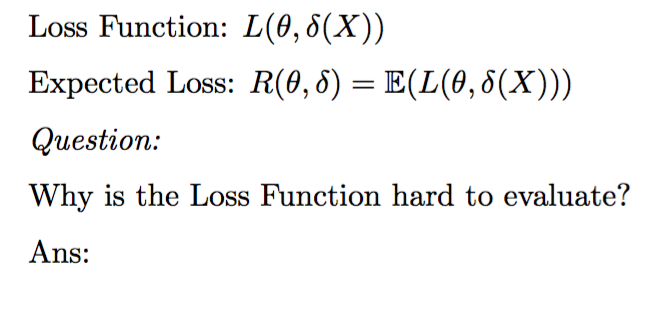 Loss Function: L(θ, δ(X))
Expected Loss: R(θ, δ) = 𝔼(L(θ, δ(X)))
Question:
Why is the Loss Function hard to evaluate?
Ans: